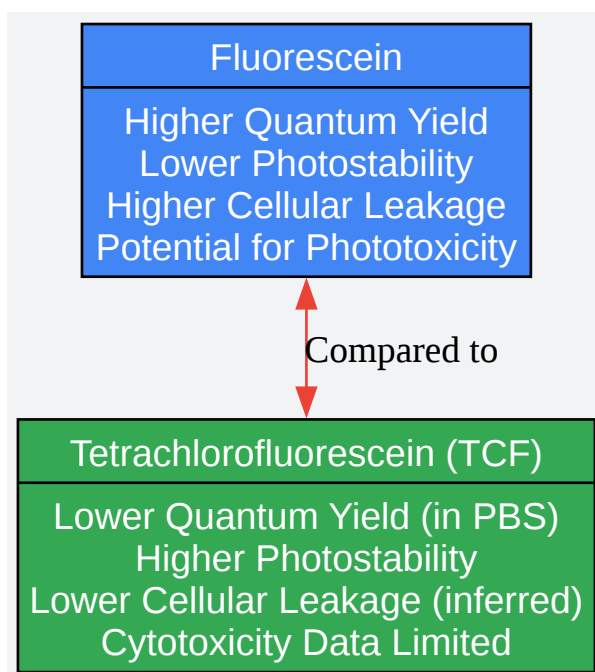 Fluorescein
Higher Quantum Yield
Lower Photostability
Higher Cellular Leakage
Potential for Phototoxicity
Compared to
Tetrachlorofluorescein (TCF)
Lower Quantum Yield (in PBS)
Higher Photostability
Lower Cellular Leakage (inferred)
Cytotoxicity Data Limited